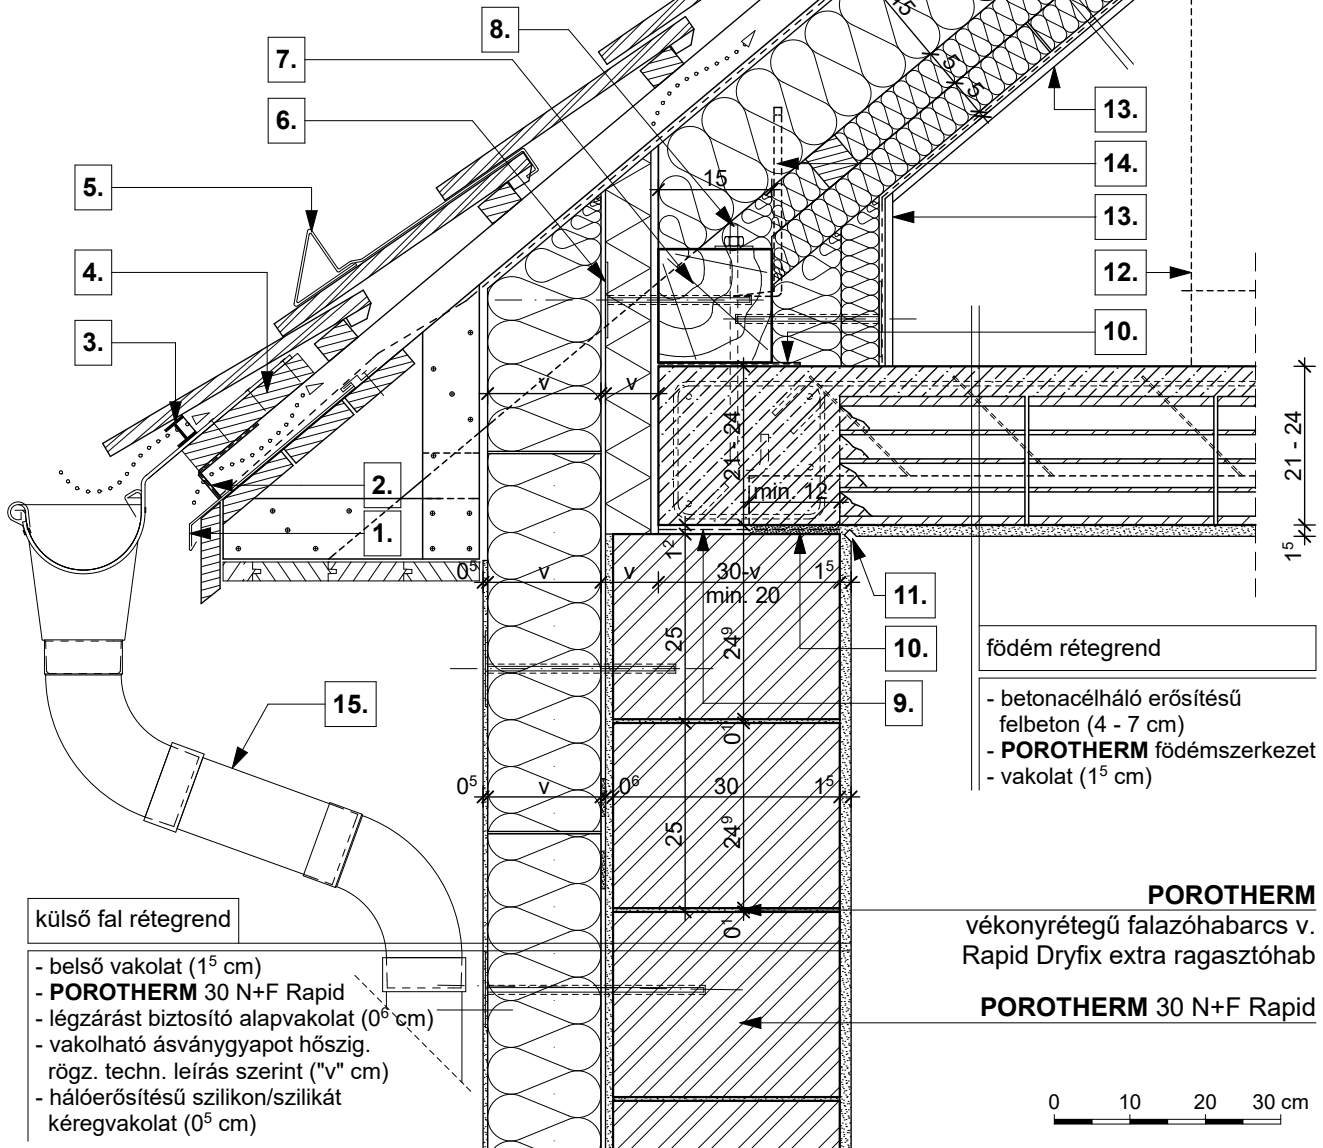 8.
7.
6.
5.
4.
3.
2.
1.
15
5
5
15
13.
14.
13.
12.
10.
v
v
21 - 24
min. 12
21 - 24
1⁵
1²
0⁵
v
v
30-v
1⁵
min. 20
11.
10.
9.
25
24⁹
0¹
15.
0⁵
v
0⁶
30
1⁵
25
24⁹
0¹
födém rétegrend
- betonacélháló erősítésű
felbeton (4 - 7 cm)
- POROTHERM födémszerkezet
- vakolat (1⁵ cm)
külső fal rétegrend
- belső vakolat (1⁵ cm)
- POROTHERM 30 N+F Rapid
- légzárást biztosító alapvakolat (0⁶ cm)
- vakolható ásványgyapot hőszig.
rögz. techn. leírás szerint ("v" cm)
- hálóerősítésű szilikon/szilikát
kéregvakolat (0⁵ cm)
POROTHERM
vékonyrétegű falazóhabarcs v.
Rapid Dryfix extra ragasztóhab
POROTHERM 30 N+F Rapid
0 10 20 30 cm